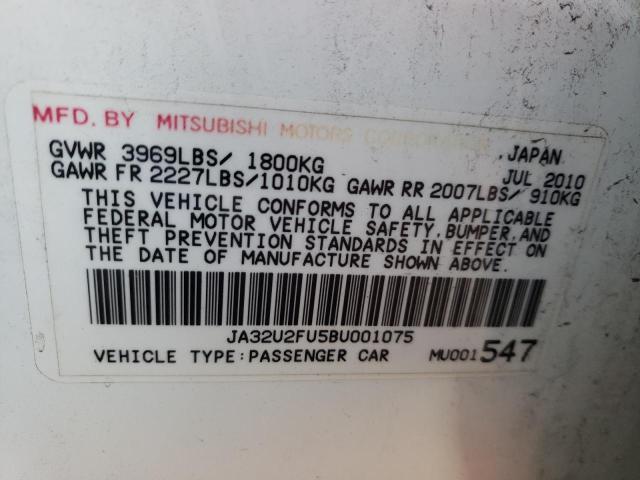 MFD. BY MITSUBISHI MOTORS CORPORATION, JAPAN
GVWR 3969LBS/ 1800KG JUL 2010
GAWR FR 2227LBS/1010KG GAWR RR 2007LBS/ 910KG
THIS VEHICLE CONFORMS TO ALL APPLICABLE
FEDERAL MOTOR VEHICLE SAFETY, BUMPER, AND
THEFT PREVENTION STANDARDS IN EFFECT ON
THE DATE OF MANUFACTURE SHOWN ABOVE.
JA32U2FU5BU001075
VEHICLE TYPE:PASSENGER CAR MU001547